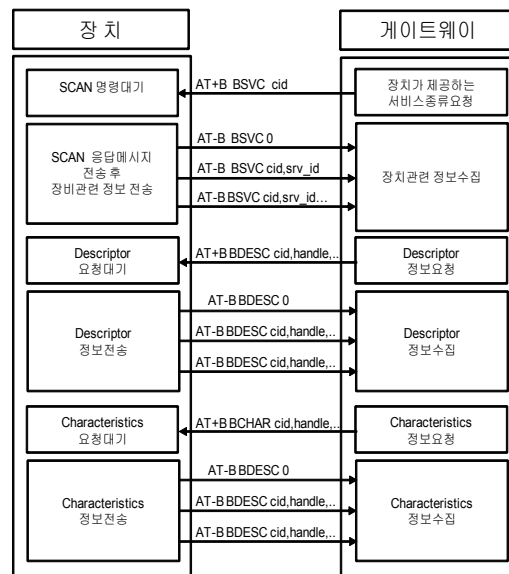 장 치
게이트웨이
SCAN 명령대기
AT+B BSVC cid
장치가 제공하는
서비스종류요청
SCAN 응답메시지
전송 후
장비관련 정보 전송
AT-B BSVC 0
AT-B BSVC cid,srv_id
AT-B BSVC cid,srv_id...
장치관련 정보수집
Descriptor
요청대기
AT+B BDESC cid,handle,..
Descriptor
정보요청
Descriptor
정보전송
AT-B BDESC 0
AT-B BDESC cid,handle,..
AT-B BDESC cid,handle,..
Descriptor
정보수집
Characteristics
요청대기
AT+B BCHAR cid,handle,..
Characteristics
정보요청
Characteristics
정보전송
AT-B BDESC 0
AT-B BDESC cid,handle,..
AT-B BDESC cid,handle,..
Characteristics
정보수집